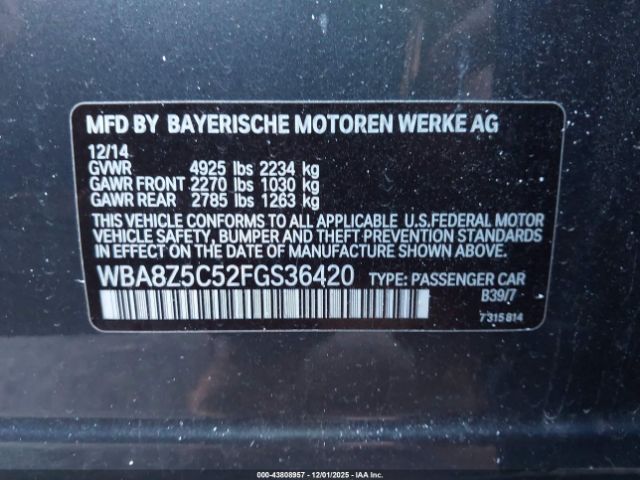 MFD BY BAYERISCHE MOTOREN WERKE AG
12/14
GVWR 4925 lbs 2234 kg
GAWR FRONT 2270 lbs 1030 kg
GAWR REAR 2785 lbs 1263 kg
THIS VEHICLE CONFORMS TO ALL APPLICABLE U.S.FEDERAL MOTOR
VEHICLE SAFETY, BUMPER AND THEFT PREVENTION STANDARDS
IN EFFECT ON THE DATE OF MANUFACTURE SHOWN ABOVE.
WBA8Z5C52FGS36420 TYPE: PASSENGER CAR
B39/7
7 315 814
000-43808957 • 12/01/2025 - IAA Inc.